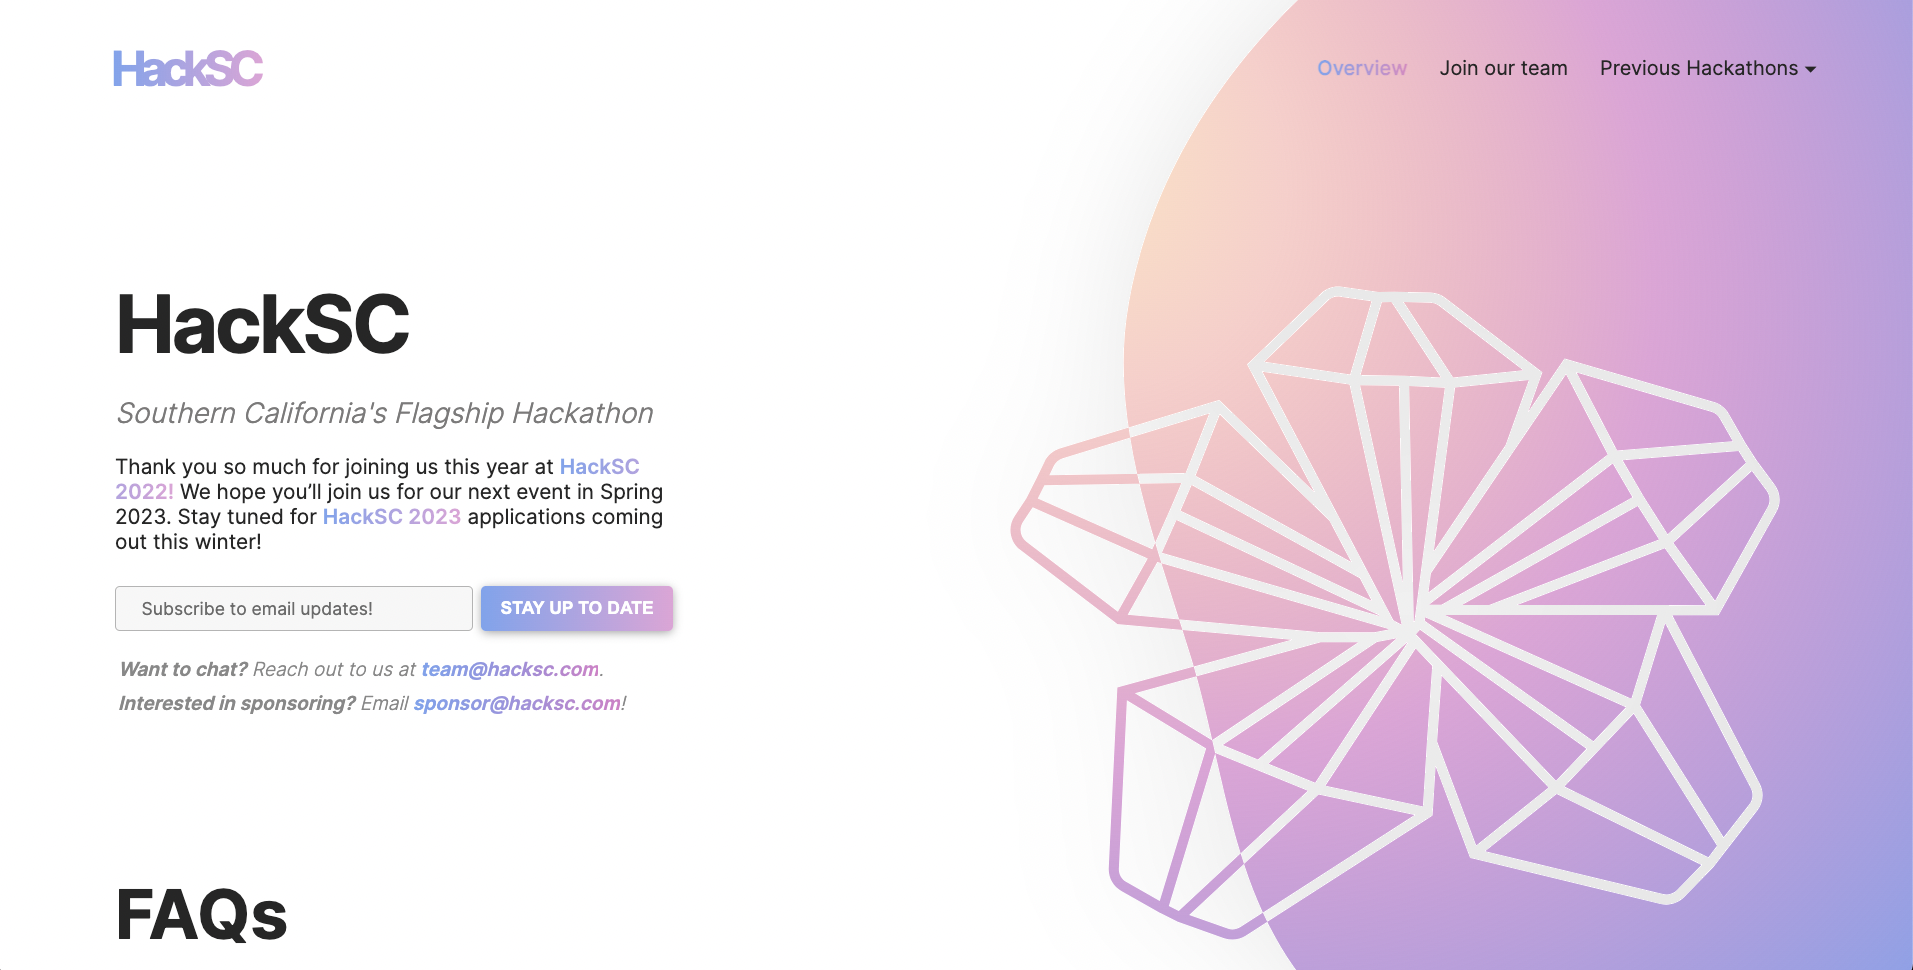 HackSC
Overview
Join our team
Previous Hackathons
HackSC
Southern California's Flagship Hackathon
Thank you so much for joining us this year at HackSC
2022! We hope you’ll join us for our next event in Spring
2023. Stay tuned for HackSC 2023 applications coming
out this winter!
Subscribe to email updates!
STAY UP TO DATE
Want to chat? Reach out to us at team@hacksc.com.
Interested in sponsoring? Email sponsor@hacksc.com!
FAQs